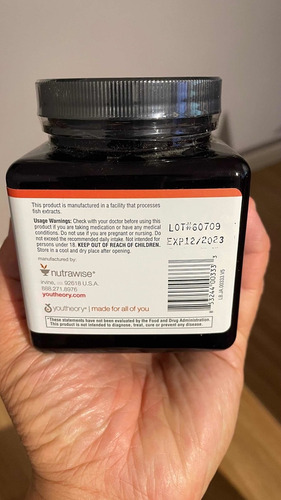 This product is manufactured in a facility that processes
fish extracts.
Usage Warnings: Check with your doctor before using this
product if you are taking medication or have any medical
conditions. Do not use if you are pregnant or nursing. Do
not exceed the recommended daily intake. Not intended for
persons under 18. KEEP OUT OF REACH OF CHILDREN.
Store in a cool and dry place after opening.
manufactured by:
nutrawise®
irvine, ca. 92618 U.S.A.
888.271.8976
youtheory.com
youtheory® | made for all of you
*These statements have not been evaluated by the Food and Drug Administration.
This product is not intended to diagnose, treat, cure or prevent any disease.
LOT#60709
EXP12/2023
53244 00333